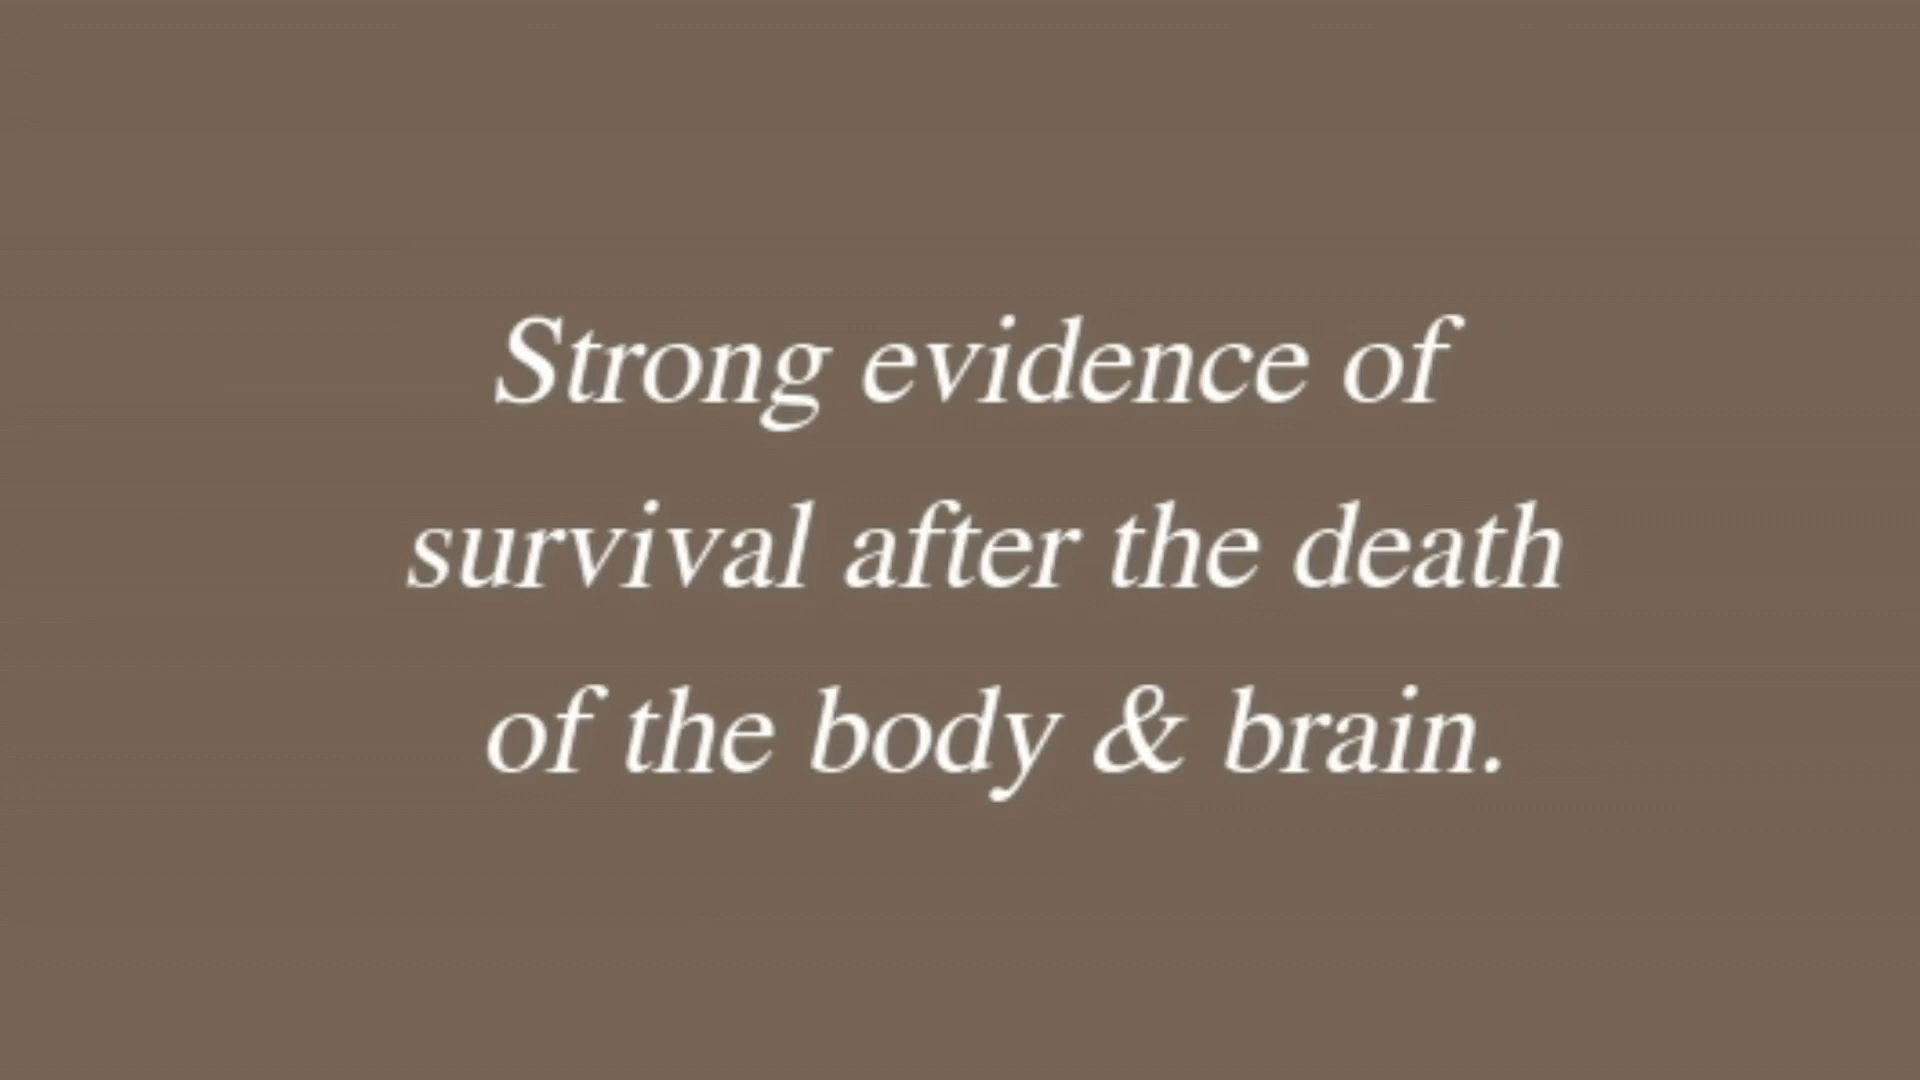 Strong evidence of
survival after the death
of the body & brain.